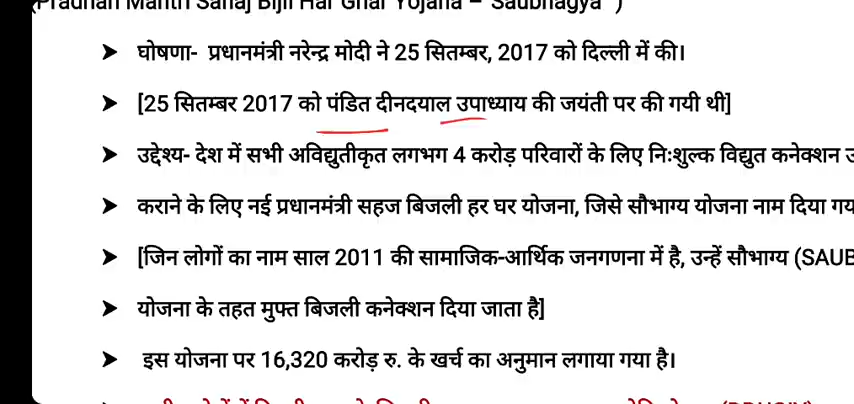 (Pradhan Mantri Sahaj Bijli Har Ghar Yojana – "Saubhagya")
➤ घोषणा- प्रधानमंत्री नरेन्द्र मोदी ने 25 सितम्बर, 2017 को दिल्ली में की।
➤ [25 सितम्बर 2017 को पंडित दीनदयाल उपाध्याय की जयंती पर की गयी थी]
➤ उद्देश्य- देश में सभी अविद्युतीकृत लगभग 4 करोड़ परिवारों के लिए निःशुल्क विद्युत कनेक्शन
➤ कराने के लिए नई प्रधानमंत्री सहज बिजली हर घर योजना, जिसे सौभाग्य योजना नाम दिया
➤ [जिन लोगों का नाम साल 2011 की सामाजिक-आर्थिक जनगणना में है, उन्हें सौभाग्य (SAUB
➤ योजना के तहत मुफ्त बिजली कनेक्शन दिया जाता है]
➤ इस योजना पर 16,320 करोड़ रु. के खर्च का अनुमान लगाया गया है।